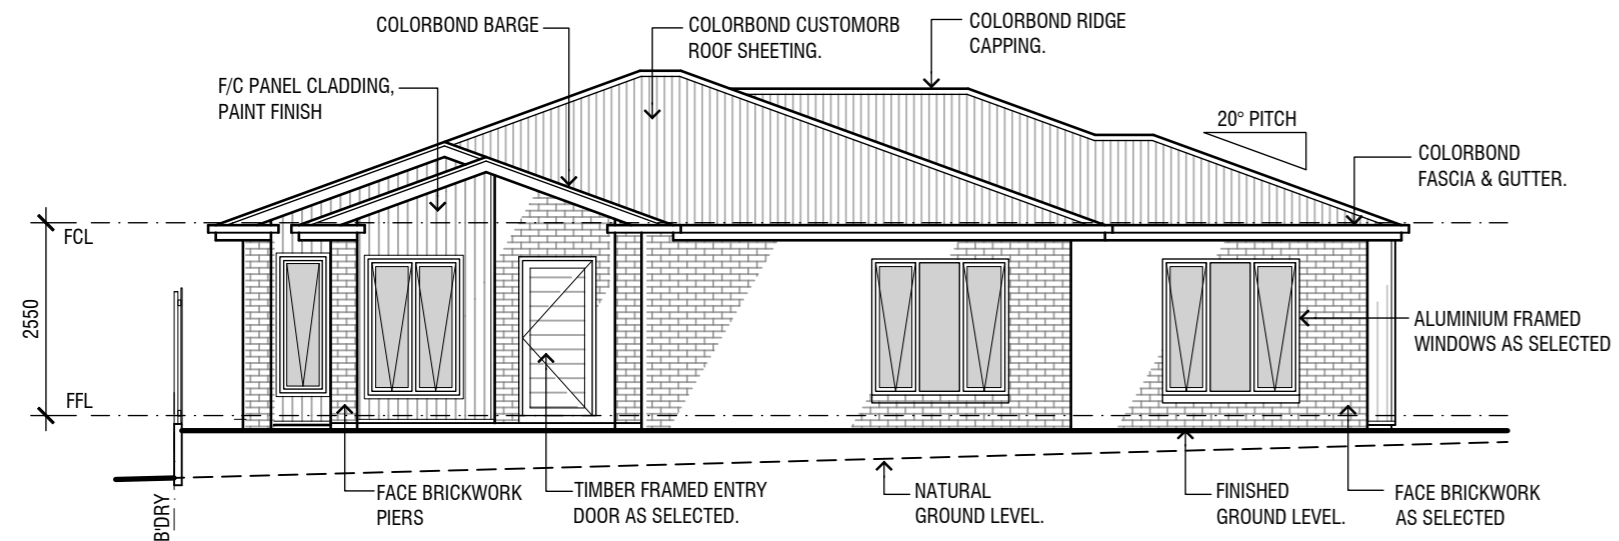 COLORBOND BARGE
COLORBOND CUSTOMORB
ROOF SHEETING.
COLORBOND RIDGE
CAPPING.
F/C PANEL CLADDING,
PAINT FINISH
20° PITCH
COLORBOND
FASCIA & GUTTER.
FCL
2550
FFL
ALUMINIUM FRAMED
WINDOWS AS SELECTED
B'DRY
FACE BRICKWORK
PIERS
TIMBER FRAMED ENTRY
DOOR AS SELECTED.
NATURAL
GROUND LEVEL.
FINISHED
GROUND LEVEL.
FACE BRICKWORK
AS SELECTED